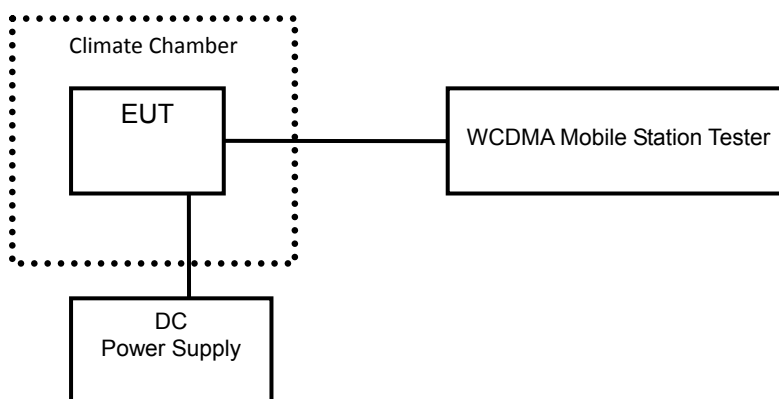 Climate Chamber
EUT
WCDMA Mobile Station Tester
DC
Power Supply